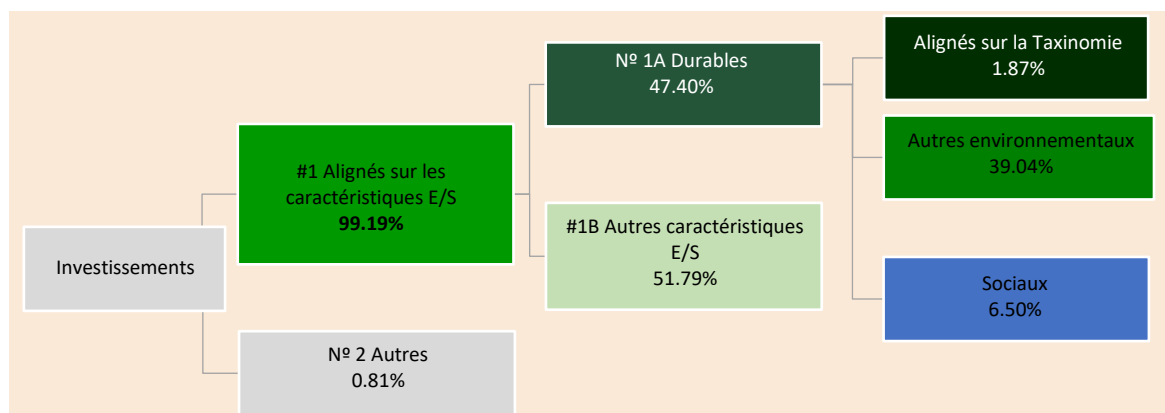 Investissements
#1 Alignés sur les
caractéristiques E/S
99.19%
Nº 2 Autres
0.81%
Nº 1A Durables
47.40%
#1B Autres caractéristiques
E/S
51.79%
Alignés sur la Taxinomie
1.87%
Autres environnementaux
39.04%
Sociaux
6.50%